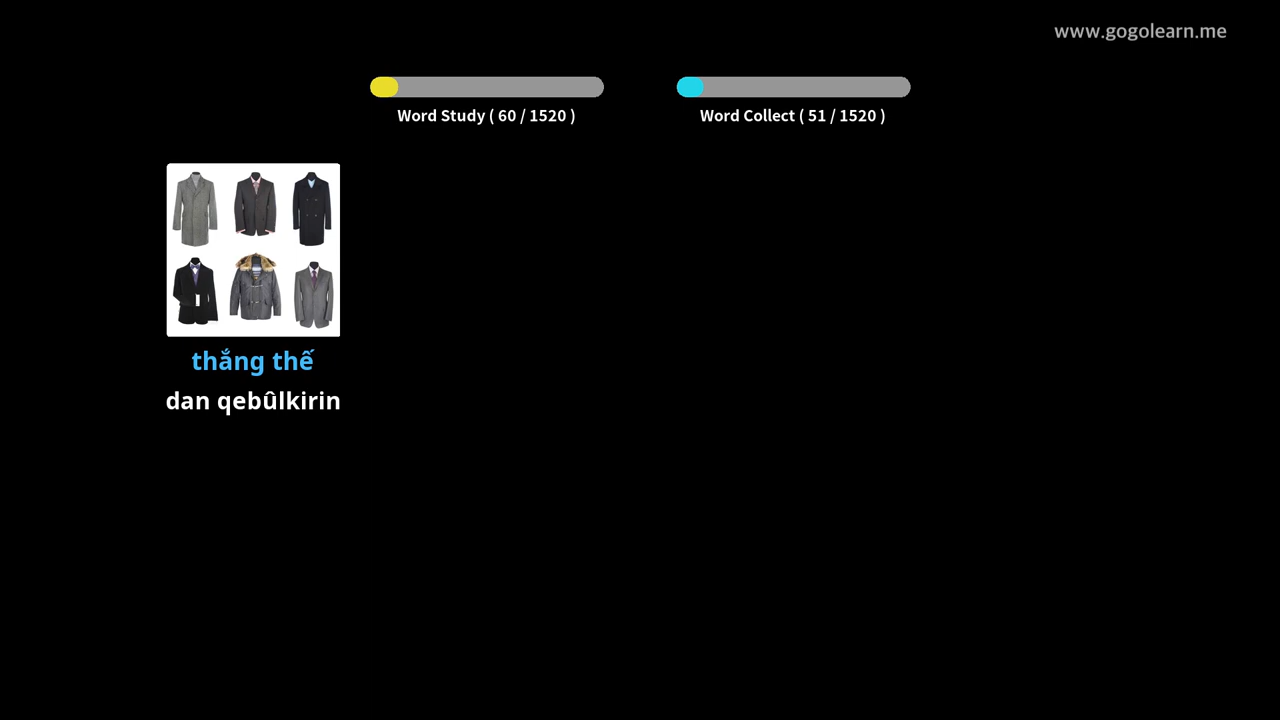 www.gogolearn.me
Word Study ( 60 / 1520 )
Word Collect ( 51 / 1520 )
thắng thế
dan qebûlkirin